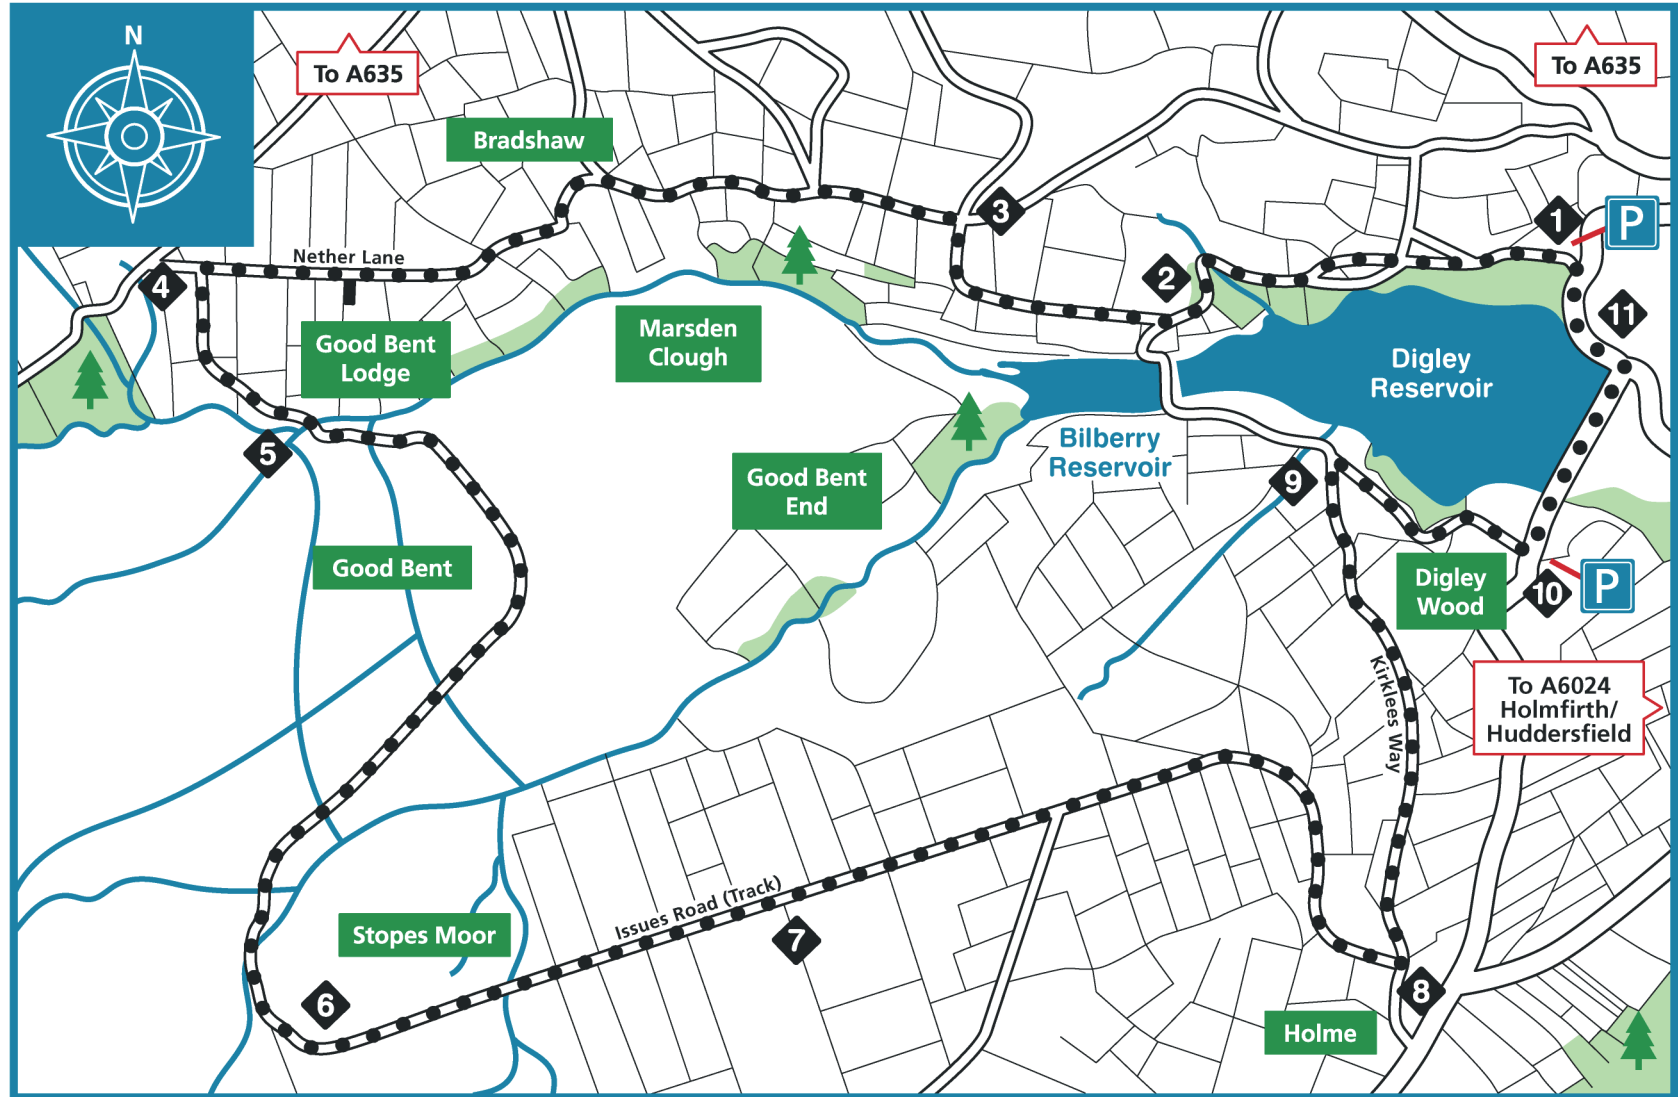 N
To A635
To A635
Bradshaw
1
P
3
Nether Lane
2
4
11
Good Bent
Lodge
Marsden
Clough
Digley
Reservoir
Bilberry
Reservoir
5
9
Good Bent
End
Good Bent
Digley
Wood
10
P
Kirklees Way
To A6024
Holmfirth/
Huddersfield
Issues Road (Track)
Stopes Moor
7
6
8
Holme